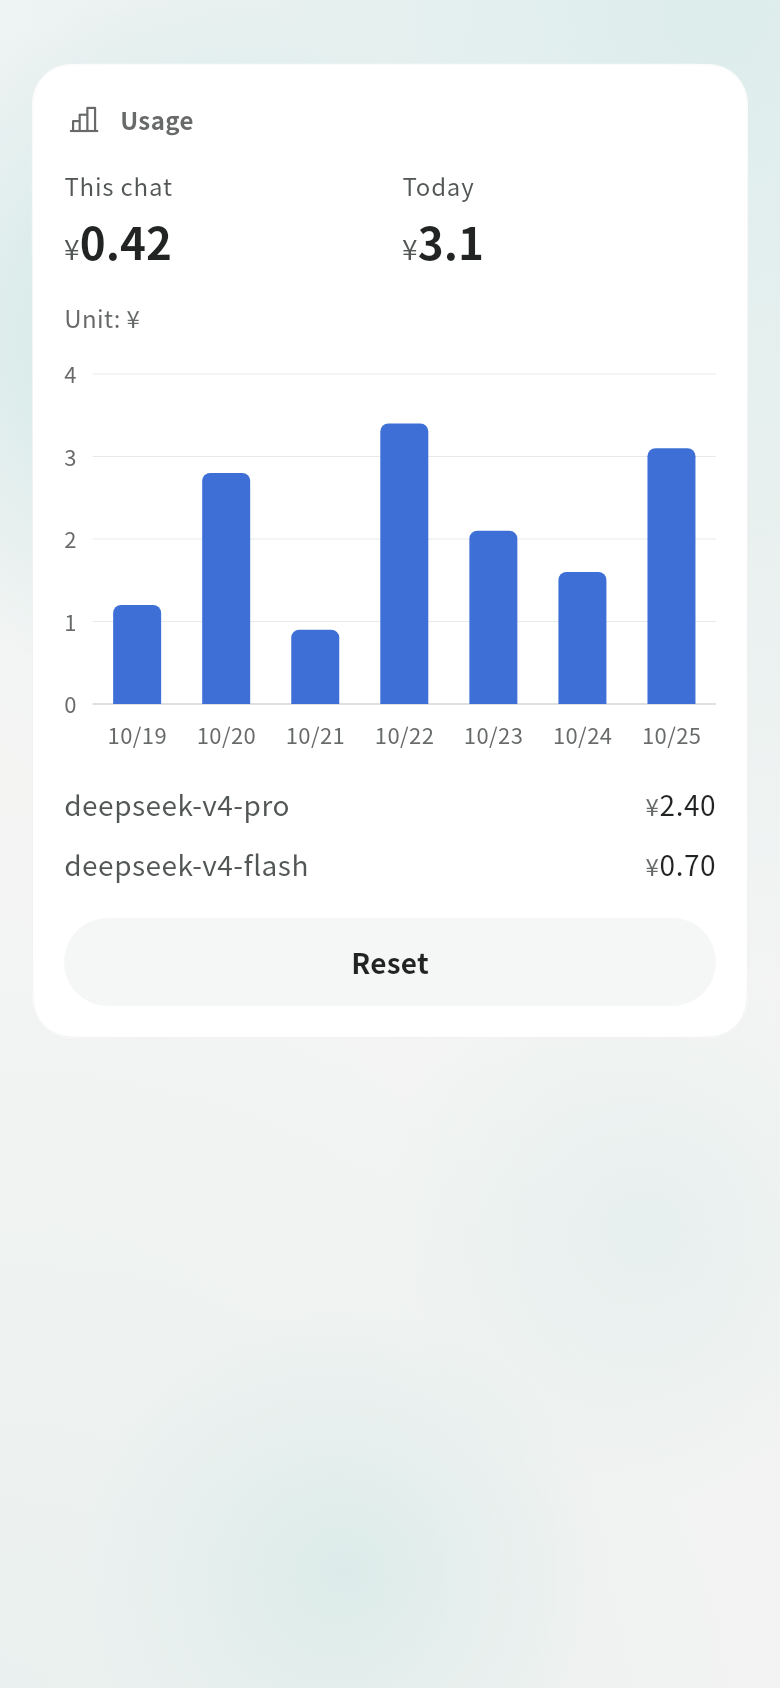 Usage
This chat
Today
¥0.42
¥3.1
Unit: ¥
4
3
2
1
0
10/19 10/20 10/21 10/22 10/23 10/24 10/25
deepseek-v4-pro ¥2.40
deepseek-v4-flash ¥0.70
Reset